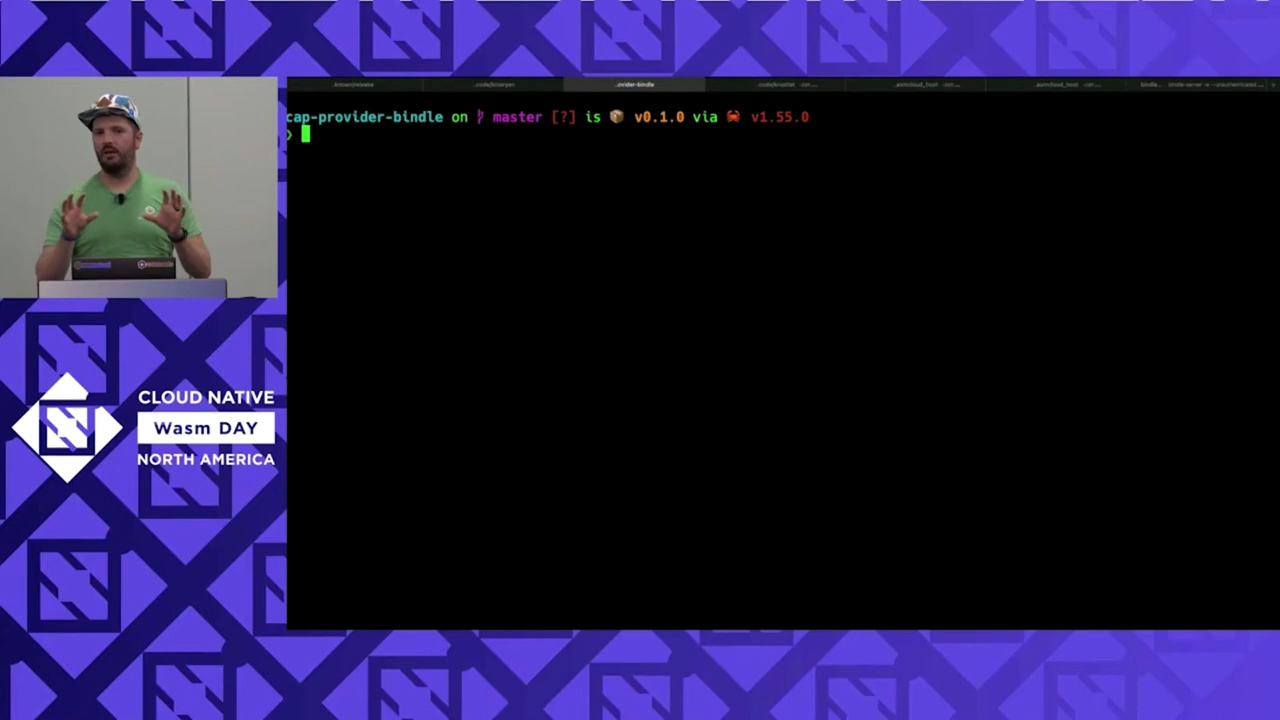 cap-provider-bindle on master [?] is 📦 v0.1.0 via 🦀 v1.55.0
❯
CLOUD NATIVE
Wasm DAY
NORTH AMERICA